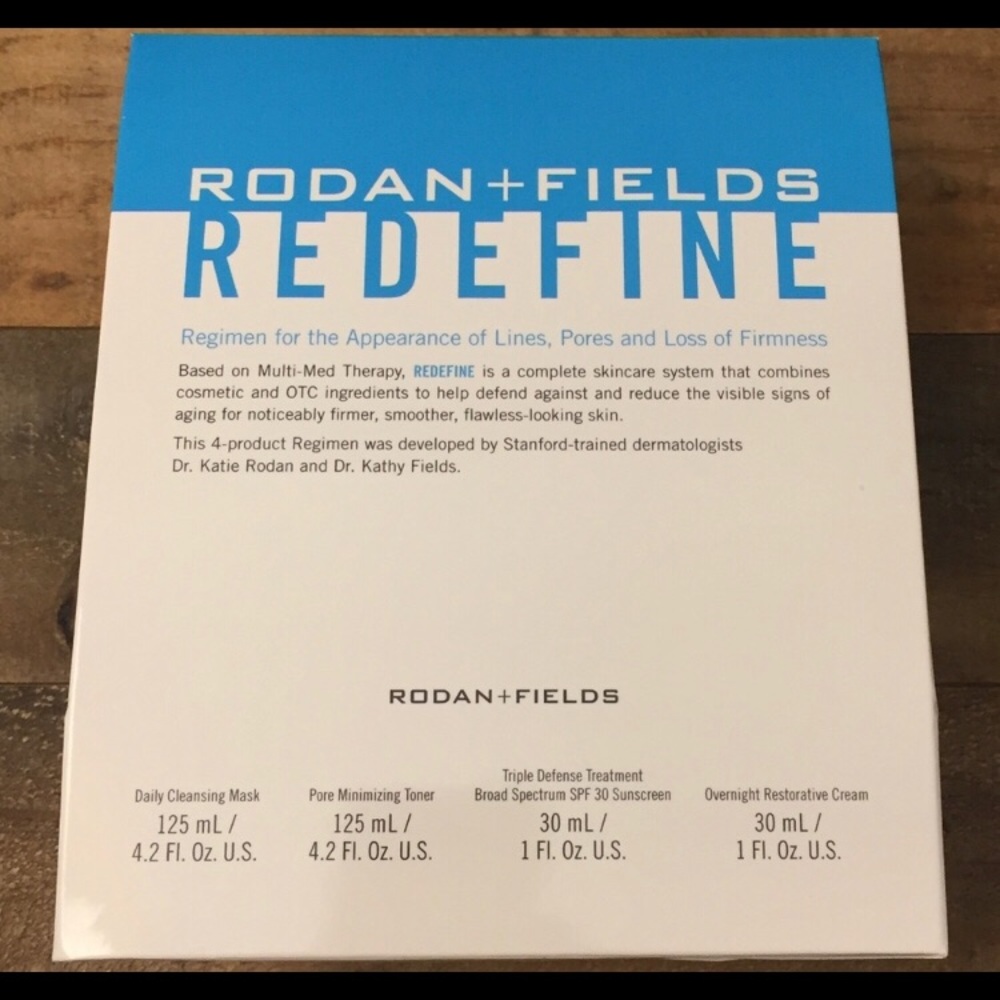 RODAN+FIELDS
REDEFINE
Regimen for the Appearance of Lines, Pores and Loss of Firmness
Based on Multi-Med Therapy, REDEFINE is a complete skincare system that combines
cosmetic and OTC ingredients to help defend against and reduce the visible signs of
aging for noticeably firmer, smoother, flawless-looking skin.
This 4-product Regimen was developed by Stanford-trained dermatologists
Dr. Katie Rodan and Dr. Kathy Fields.
RODAN+FIELDS
Daily Cleansing Mask
125 mL /
4.2 Fl. Oz. U.S.
Pore Minimizing Toner
125 mL /
4.2 Fl. Oz. U.S.
Triple Defense Treatment
Broad Spectrum SPF 30 Sunscreen
30 mL /
1 Fl. Oz. U.S.
Overnight Restorative Cream
30 mL /
1 Fl. Oz. U.S.